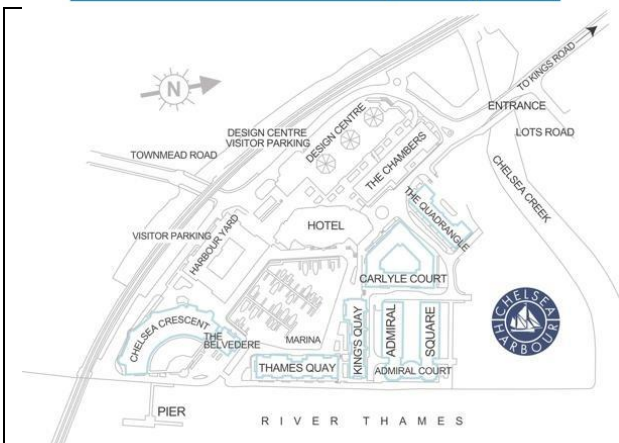 TO KINGS ROAD
N
ENTRANCE
DESIGN CENTRE
VISITOR PARKING
DESIGN CENTRE
LOTS ROAD
TOWNMEAD ROAD
THE CHAMBERS
CHELSEA CREEK
THE QUADRANGLE
HOTEL
VISITOR PARKING
HARBOUR YARD
CARLYLE COURT
CHELSEA
HARBOUR
CHELSEA CRESCENT
THE
BELVEDERE
MARINA
KING'S QUAY
ADMIRAL
SQUARE
THAMES QUAY
ADMIRAL COURT
PIER
RIVER THAMES